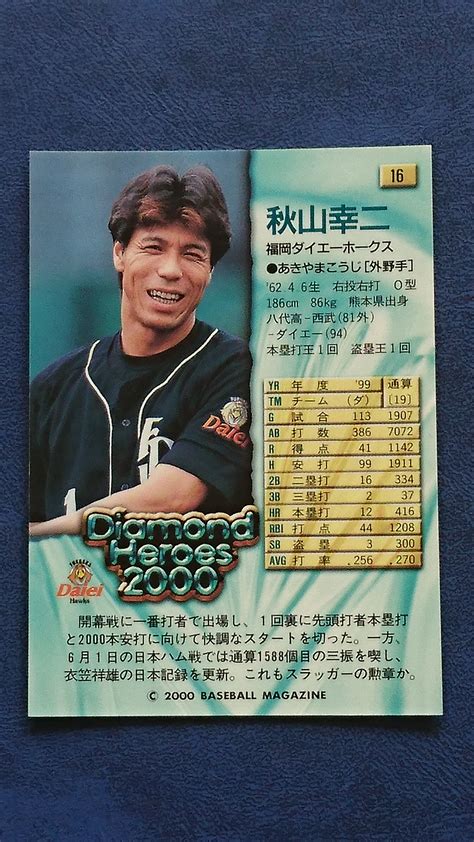 16
秋山幸二
福岡ダイエーホークス
●あきやまこうじ[外野手]
'62 4 6生 右投右打 O型
186cm 86kg 熊本県出身
八代高-西武(81外)
-ダイエー(94)
本塁打王1回 盗塁王1回
YR 年度 '99 通算
TM チーム (ダ) [19]
G 試合 113 1907
AB 打数 386 7072
R 得点 41 1142
H 安打 99 1911
2B 二塁打 16 334
3B 三塁打 2 37
HR 本塁打 12 416
RBI 打点 44 1208
SB 盗塁 3 300
AVG 打率 .256 .270
Daiei
Diamond
Heroes
2000
FUKUOKA
Daiei
Hawks
開幕戦に一番打者で出場し、1回裏に先頭打者本塁打
と2000本安打に向けて快調なスタートを切った。一方、
6月1日の日本ハム戦では通算1588個目の三振を喫し、
衣笠祥雄の日本記録を更新。これもスラッガーの勲章か。
© 2000 BASEBALL MAGAZINE